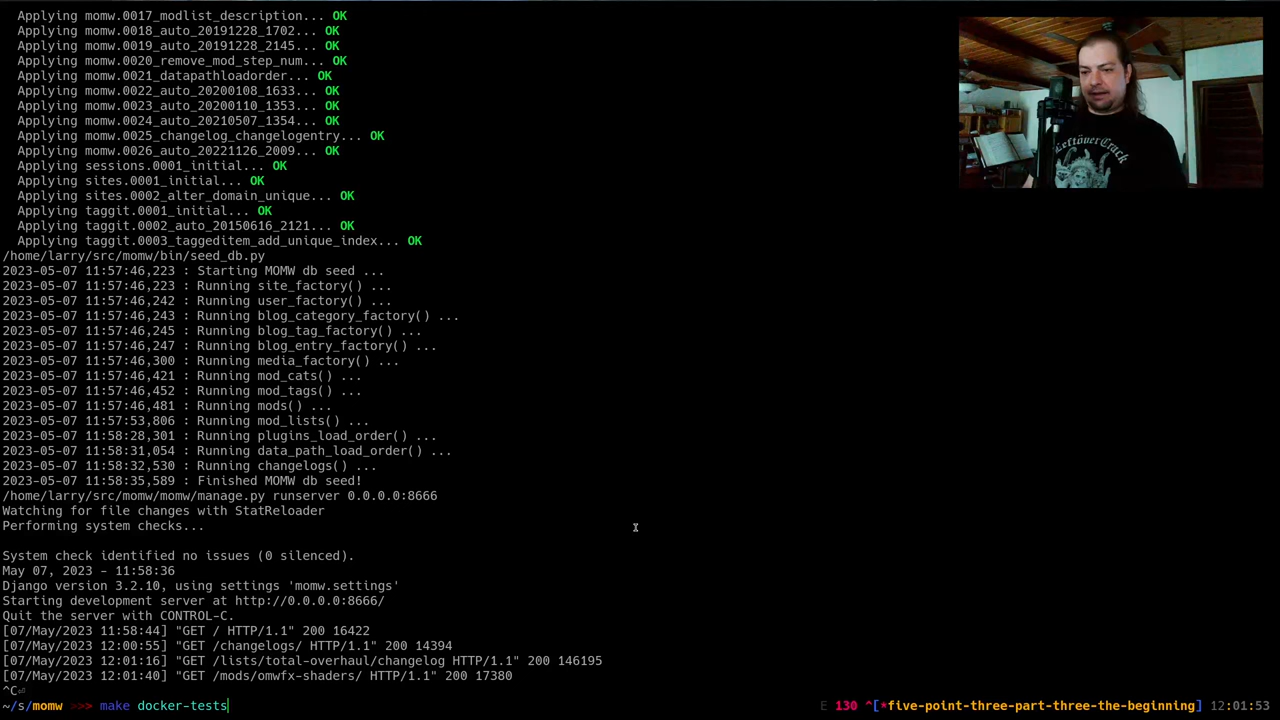 Applying momw.0017_modlist_description... OK
Applying momw.0018_auto_20191228_1702... OK
Applying momw.0019_auto_20191228_2145... OK
Applying momw.0020_remove_mod_step_num... OK
Applying momw.0021_datapathloadorder... OK
Applying momw.0022_auto_20200108_1633... OK
Applying momw.0023_auto_20200110_1353... OK
Applying momw.0024_auto_20210507_1354... OK
Applying momw.0025_changelog_changelogentry... OK
Applying momw.0026_auto_20221126_2009... OK
Applying sessions.0001_initial... OK
Applying sites.0001_initial... OK
Applying sites.0002_alter_domain_unique... OK
Applying taggit.0001_initial... OK
Applying taggit.0002_auto_20150616_2121... OK
Applying taggit.0003_taggeditem_add_unique_index... OK
/home/larry/src/momw/bin/seed_db.py
2023-05-07 11:57:46,223 : Starting MOMW db seed ...
2023-05-07 11:57:46,223 : Running site_factory() ...
2023-05-07 11:57:46,242 : Running user_factory() ...
2023-05-07 11:57:46,243 : Running blog_category_factory() ...
2023-05-07 11:57:46,245 : Running blog_tag_factory() ...
2023-05-07 11:57:46,247 : Running blog_entry_factory() ...
2023-05-07 11:57:46,300 : Running media_factory() ...
2023-05-07 11:57:46,421 : Running mod_cats() ...
2023-05-07 11:57:46,452 : Running mod_tags() ...
2023-05-07 11:57:46,481 : Running mods() ...
2023-05-07 11:57:53,806 : Running mod_lists() ...
2023-05-07 11:58:28,301 : Running plugins_load_order() ...
2023-05-07 11:58:31,054 : Running data_path_load_order() ...
2023-05-07 11:58:32,530 : Running changelogs() ...
2023-05-07 11:58:35,589 : Finished MOMW db seed!
/home/larry/src/momw/momw/manage.py runserver 0.0.0.0:8666
Watching for file changes with StatReloader
Performing system checks...
System check identified no issues (0 silenced).
May 07, 2023 - 11:58:36
Django version 3.2.10, using settings 'momw.settings'
Starting development server at http://0.0.0.0:8666/
Quit the server with CONTROL-C.
[07/May/2023 11:58:44] "GET / HTTP/1.1" 200 16422
[07/May/2023 12:00:55] "GET /changelogs/ HTTP/1.1" 200 14394
[07/May/2023 12:01:16] "GET /lists/total-overhaul/changelog HTTP/1.1" 200 146195
[07/May/2023 12:01:40] "GET /mods/omwfx-shaders/ HTTP/1.1" 200 17380
^C⏎
~/s/momw >>> make docker-tests E 130 ^[*five-point-three-part-three-the-beginning] 12:01:53
Leftöver Crack